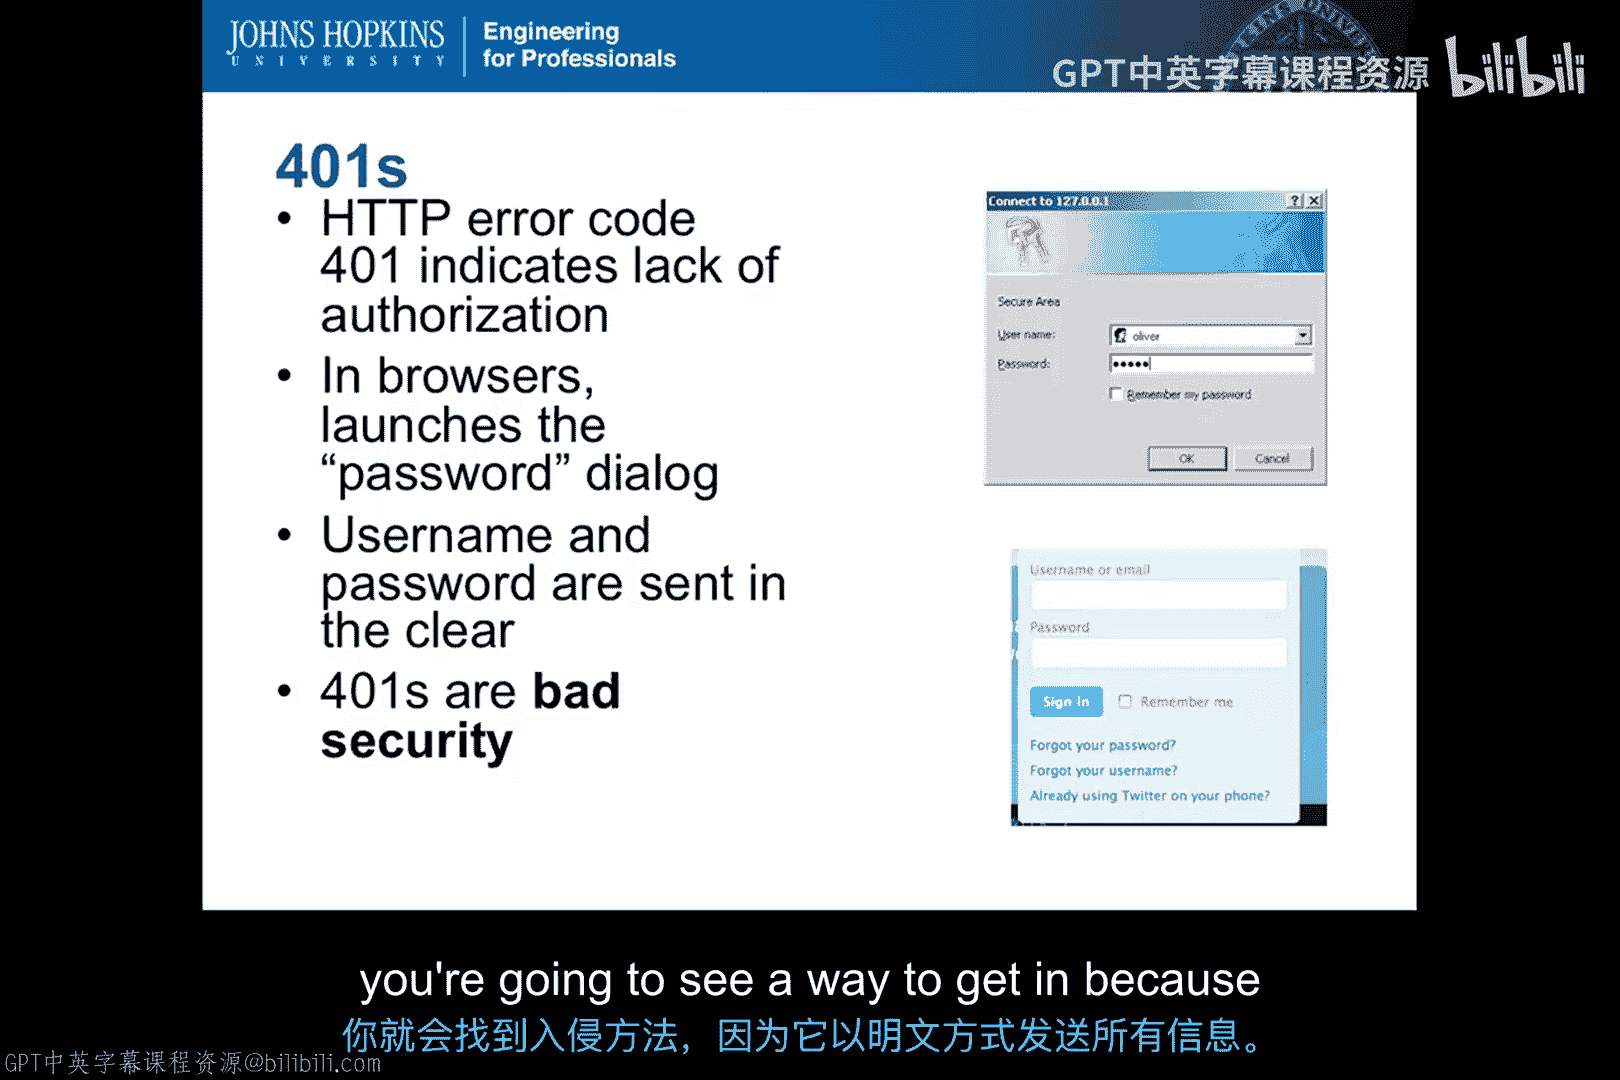 JOHNS HOPKINS
UNIVERSITY
Engineering
for Professionals
GPT中英字幕课程资源
bilibili
401s
• HTTP error code
401 indicates lack of
authorization
• In browsers,
launches the
“password” dialog
• Username and
password are sent in
the clear
• 401s are bad
security
Connect to 127.0.0.1
Secure Area
User name:
oliver
Password:
•••••
Remember my password
OK
Cancel
Username or email
Password
Sign In
Remember me
Forgot your password?
Forgot your username?
Already using Twitter on your phone?
you're going to see a way to get in because
你就会找到入侵方法，因为它以明文方式发送所有信息。
GPT中英字幕课程资源@bilibili.com